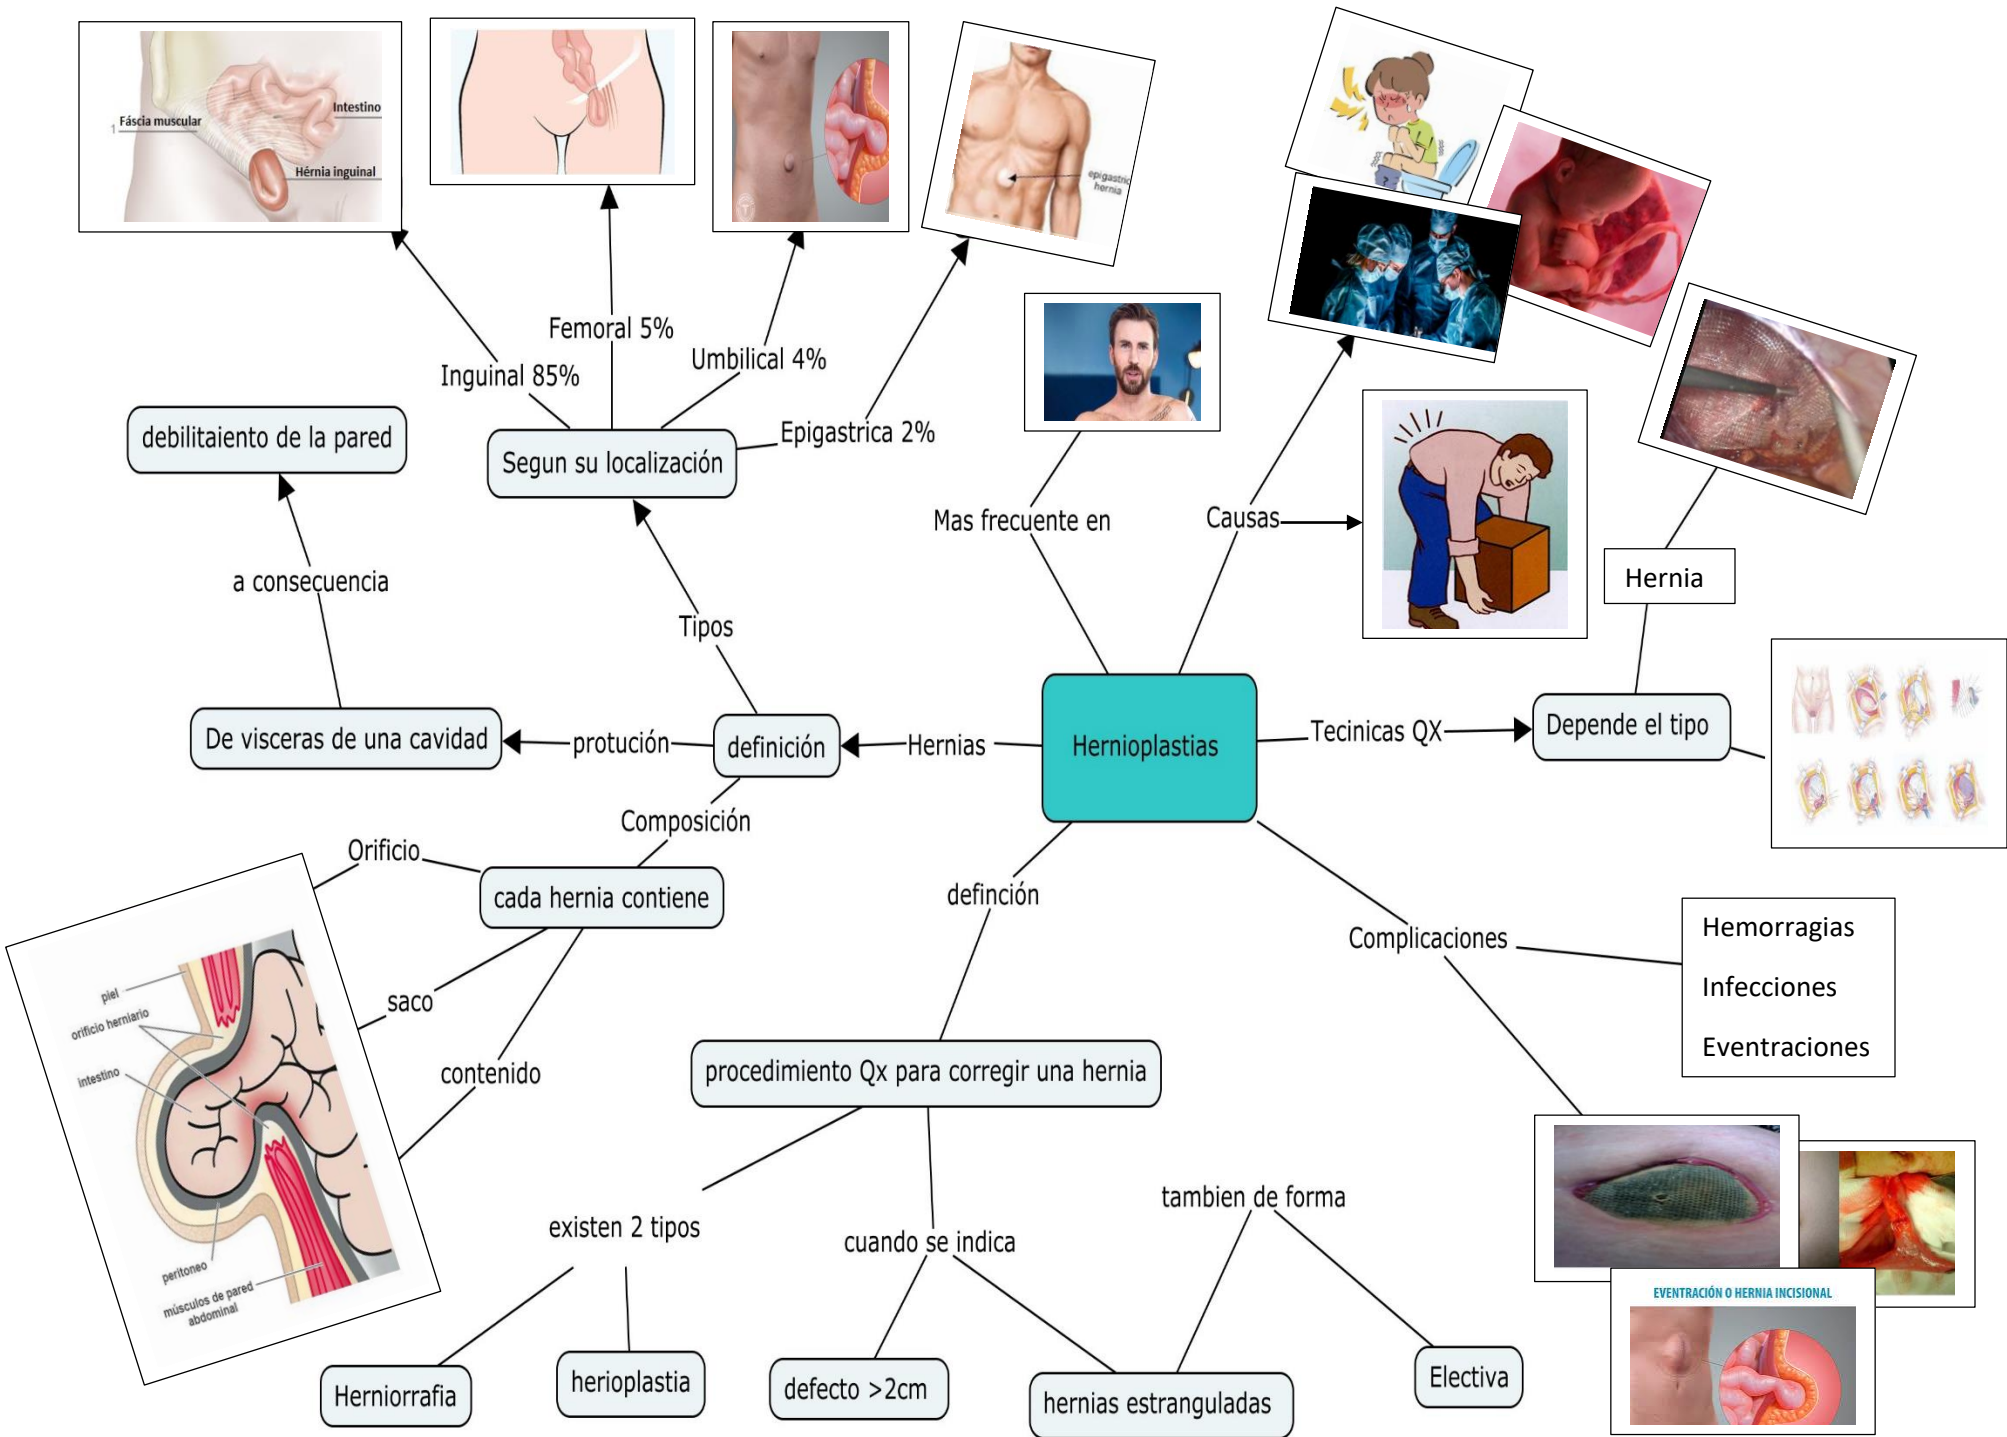 Fáscia muscular
Intestino
Hérnia inguinal
epigastric
hernia
Inguinal 85%
Femoral 5%
Umbilical 4%
Epigastrica 2%
debilitaiento de la pared
Segun su localización
Mas frecuente en
Causas
a consecuencia
Tipos
Hernia
De visceras de una cavidad
protución
definición
Hernias
Hernioplastias
Tecinicas QX
Depende el tipo
Composición
Orificio
cada hernia contiene
saco
contenido
piel
orificio herniario
intestino
peritoneo
músculos de pared
abdominal
definción
Complicaciones
Hemorragias
Infecciones
Eventraciones
procedimiento Qx para corregir una hernia
existen 2 tipos
cuando se indica
tambien de forma
Herniorrafia
herioplastia
defecto >2cm
hernias estranguladas
Electiva
EVENTRACIÓN O HERNIA INCISIONAL